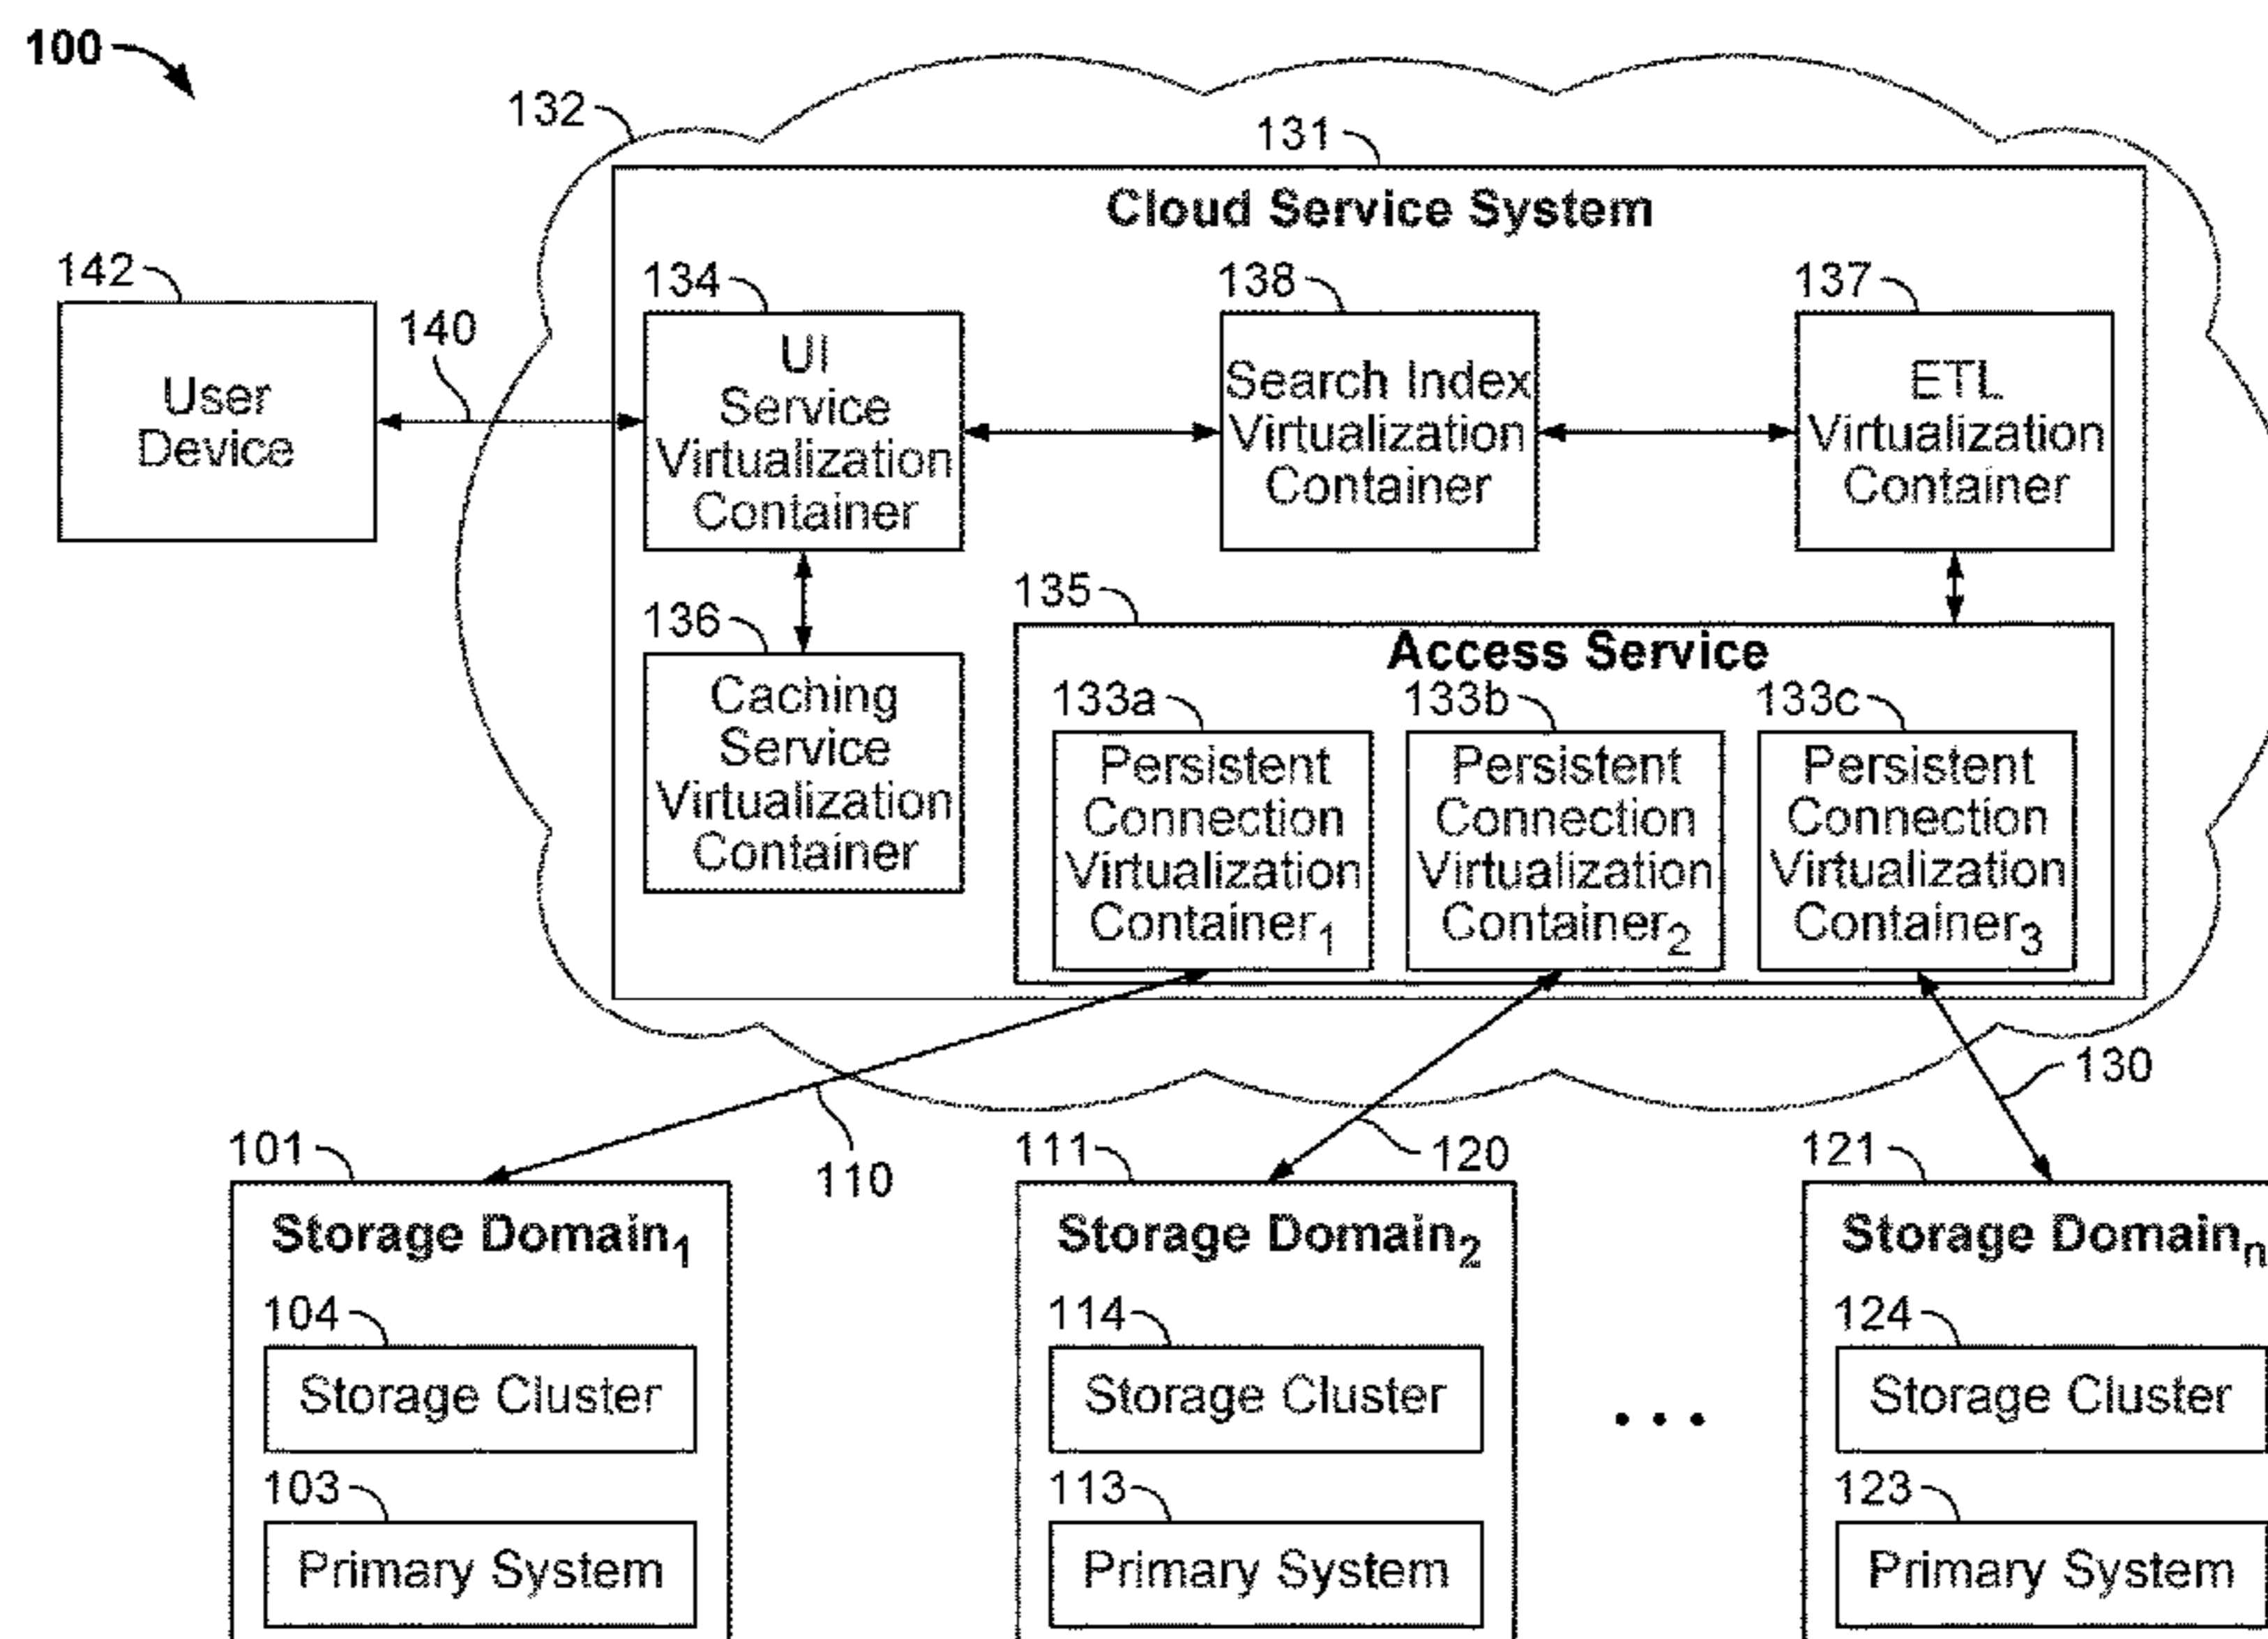 100
132
131
Cloud Service System
142
140
134
138
137
User
Device
UI
Service
Virtualization
Container
Search Index
Virtualization
Container
ETL
Virtualization
Container
136
135
Caching
Service
Virtualization
Container
Access Service
133a
133b
133c
Persistent
Connection
Virtualization
Container1
Persistent
Connection
Virtualization
Container2
Persistent
Connection
Virtualization
Container3
110
120
130
101
111
121
Storage Domain1
104
Storage Cluster
103
Primary System
Storage Domain2
114
Storage Cluster
113
Primary System
...
Storage Domainn
124
Storage Cluster
123
Primary System